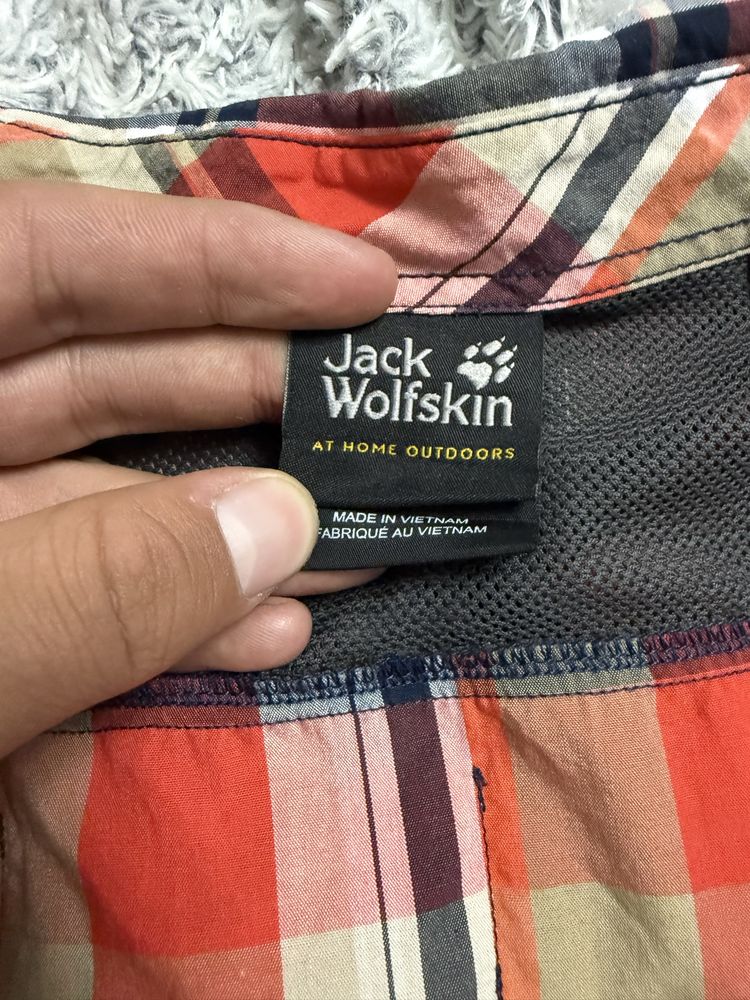 Jack
Wolfskin
AT HOME OUTDOORS
MADE IN VIETNAM
FABRIQUÉ AU VIETNAM